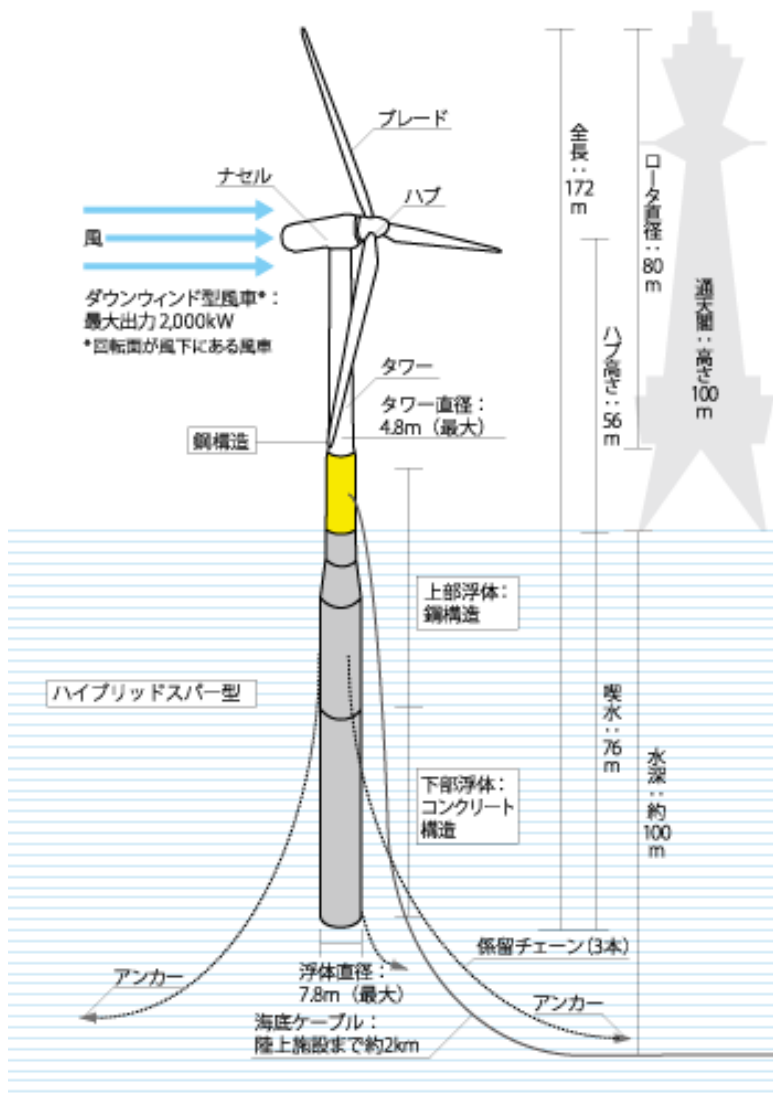 ブレード
ナセル
ハブ
風
ダウンウィンド型風車*：
最大出力2,000kW
*回転面が風下にある風車
全長：172m
ロータ直径：80m
通天閣：高さ100m
ハブ高さ：56m
タワー
タワー直径：
4.8m（最大）
鋼構造
上部浮体：
鋼構造
ハイブリッドスパー型
喫水：76m
水深：約100m
下部浮体：
コンクリート
構造
係留チェーン（3本）
アンカー
浮体直径：
7.8m（最大）
アンカー
海底ケーブル：
陸上施設まで約2km